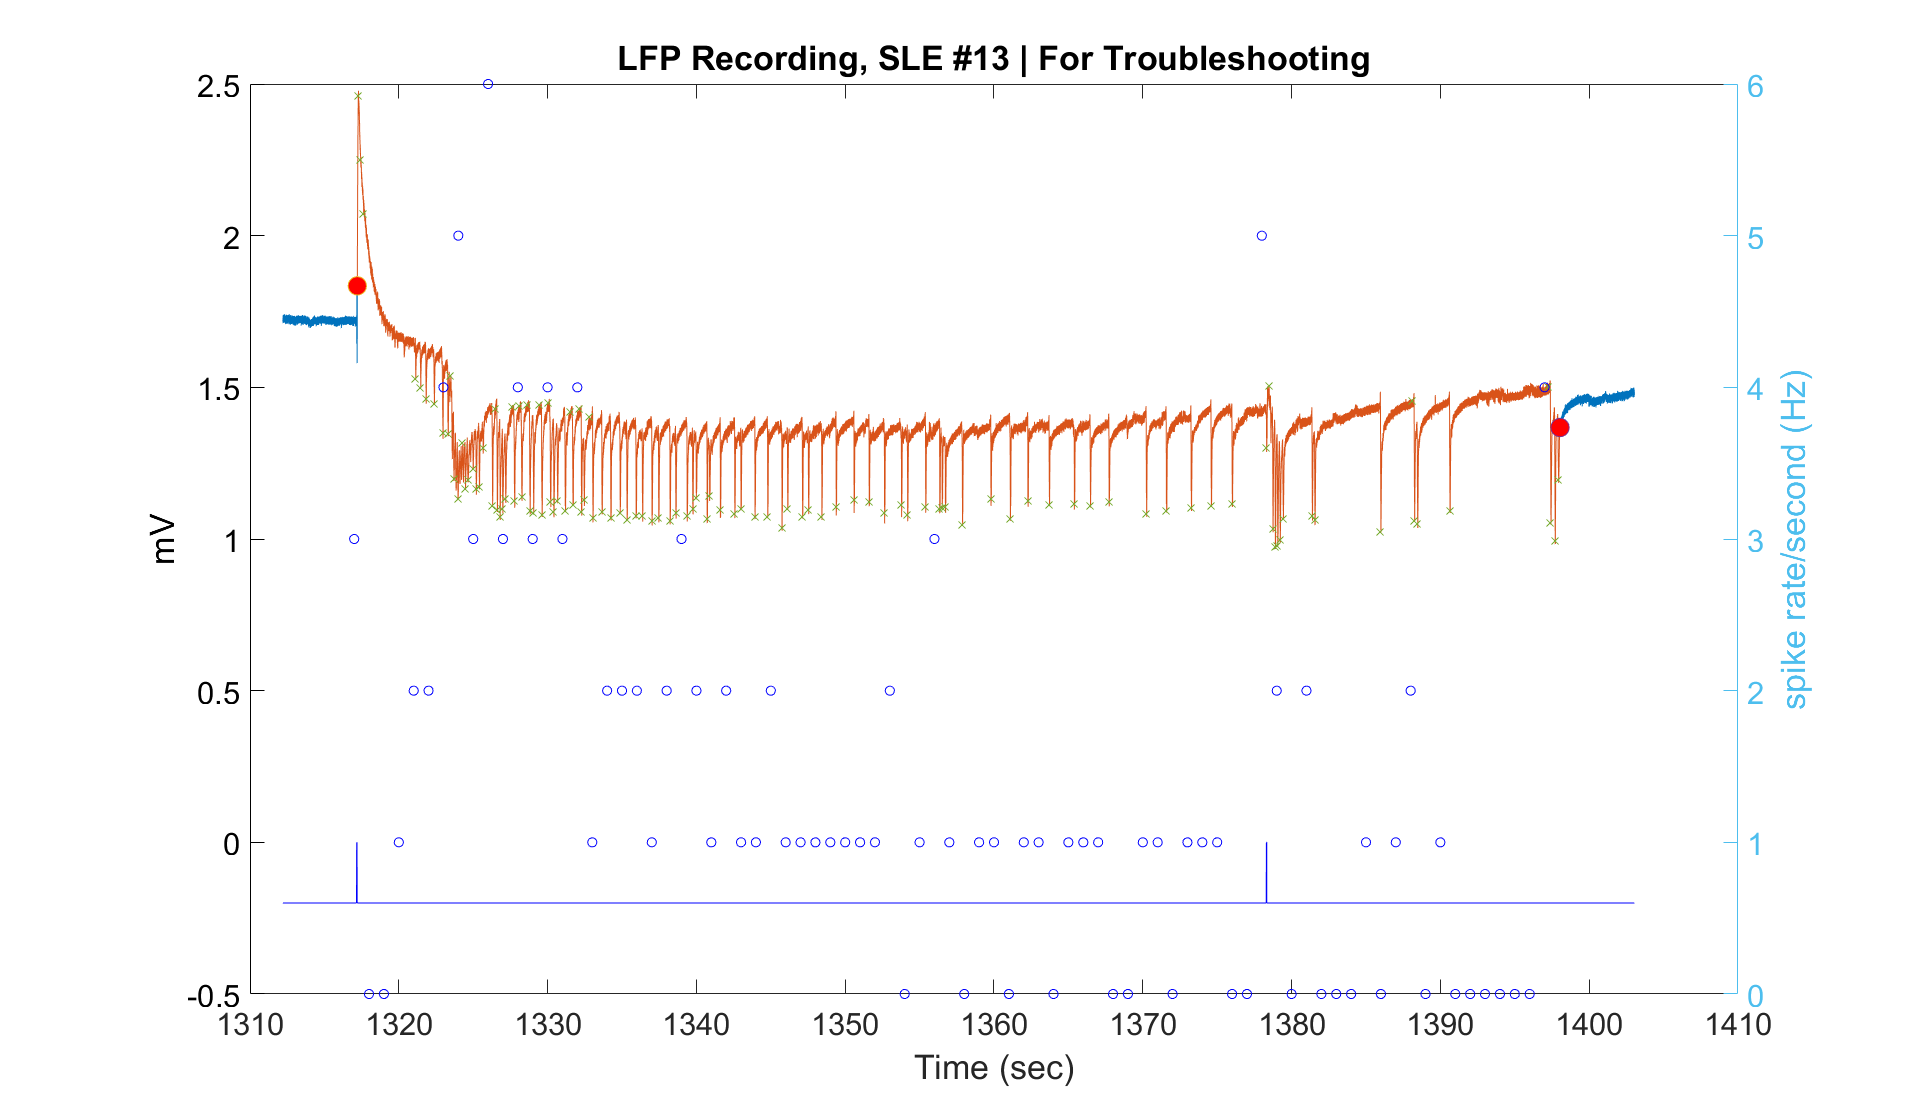 LFP Recording, SLE #13 | For Troubleshooting
2.5
2
1.5
1
0.5
0
-0.5
mV
6
5
4
3
2
1
0
spike rate/second (Hz)
1310 1320 1330 1340 1350 1360 1370 1380 1390 1400 1410
Time (sec)